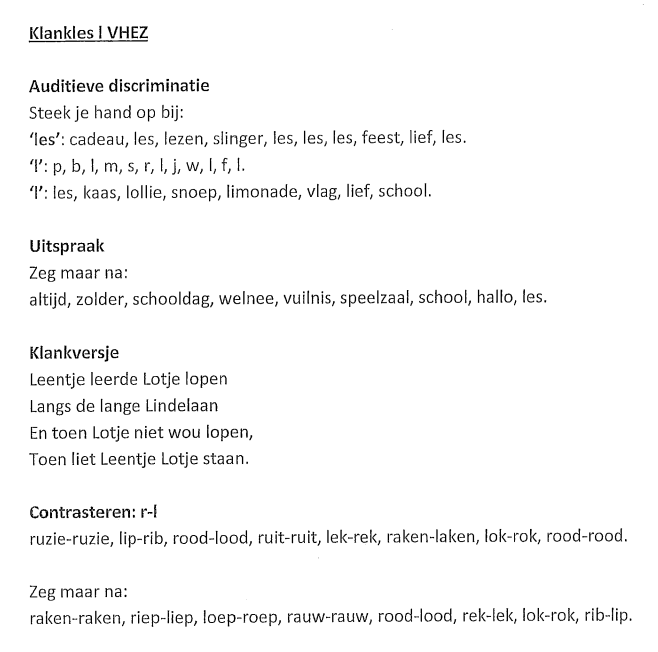 Klankles l VHEZ
Auditieve discriminatie
Steek je hand op bij:
‘les’: cadeau, les, lezen, slinger, les, les, les, feest, lief, les.
‘l’: p, b, l, m, s, r, l, j, w, l, f, l.
‘l’: les, kaas, lollie, snoep, limonade, vlag, lief, school.
Uitspraak
Zeg maar na:
altijd, zolder, schooldag, welnee, vuilnis, speelzaal, school, hallo, les.
Klankversje
Leentje leerde Lotje lopen
Langs de lange Lindelaan
En toen Lotje niet wou lopen,
Toen liet Leentje Lotje staan.
Contrasteren: r-l
ruzie-ruzie, lip-rib, rood-lood, ruit-ruit, lek-rek, raken-laken, lok-rok, rood-rood.
Zeg maar na:
raken-raken, riep-liep, loep-roep, rauw-rauw, rood-lood, rek-lek, lok-rok, rib-lip.